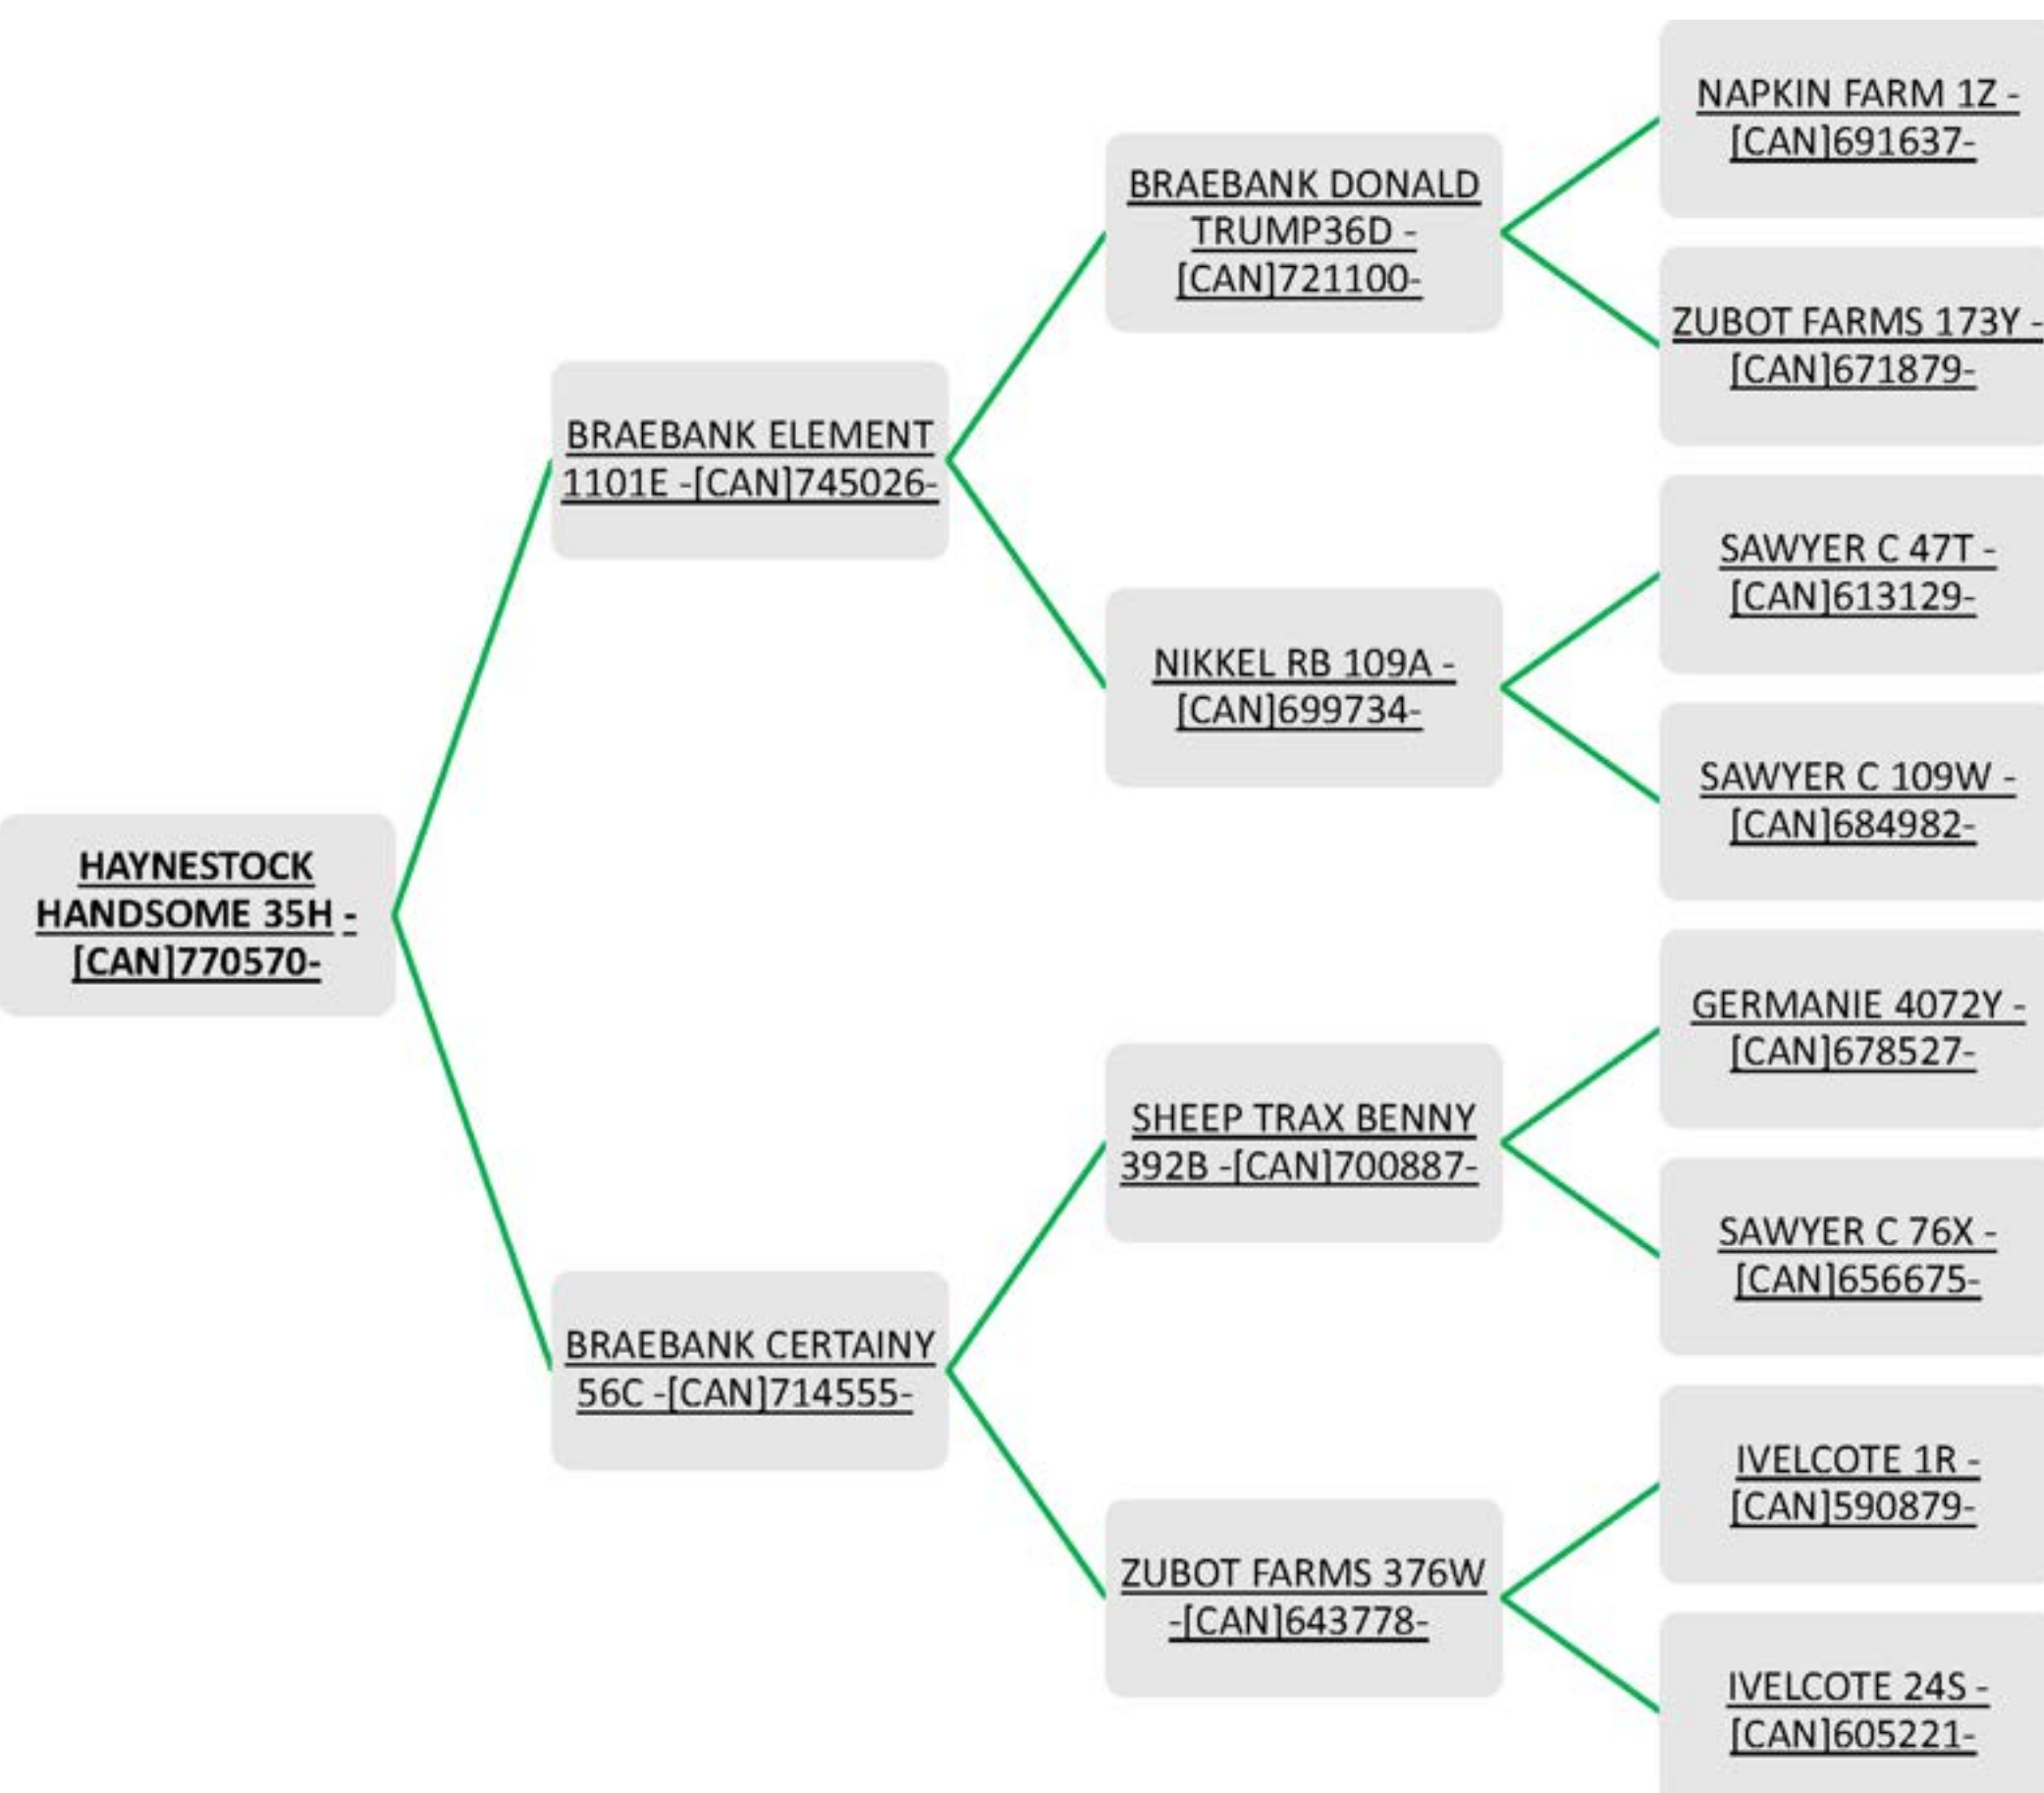 NAPKIN FARM 1Z -
[CAN]691637-
BRAEBANK DONALD
TRUMP36D -
[CAN]721100-
ZUBOT FARMS 173Y -
[CAN]671879-
BRAEBANK ELEMENT
1101E -[CAN]745026-
SAWYER C 47T -
[CAN]613129-
NIKKEL RB 109A -
[CAN]699734-
SAWYER C 109W -
[CAN]684982-
HAYNESTOCK
HANDSOME 35H -
[CAN]770570-
GERMANIE 4072Y -
[CAN]678527-
SHEEP TRAX BENNY
392B -[CAN]700887-
SAWYER C 76X -
[CAN]656675-
BRAEBANK CERTAINY
56C -[CAN]714555-
IVELCOTE 1R -
[CAN]590879-
ZUBOT FARMS 376W
-[CAN]643778-
IVELCOTE 24S -
[CAN]605221-